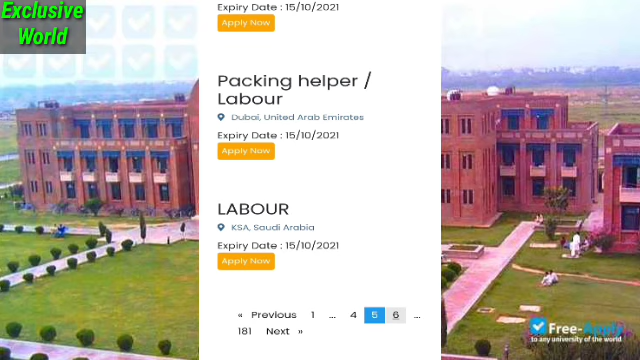 Exclusive
World
Expiry Date : 15/10/2021
Apply Now
Packing helper /
Labour
Dubai, United Arab Emirates
Expiry Date : 15/10/2021
Apply Now
LABOUR
KSA, Saudi Arabia
Expiry Date : 15/10/2021
Apply Now
« Previous 1 ... 4 5 6 ...
181 Next »
Free-Apply
to any university of the world